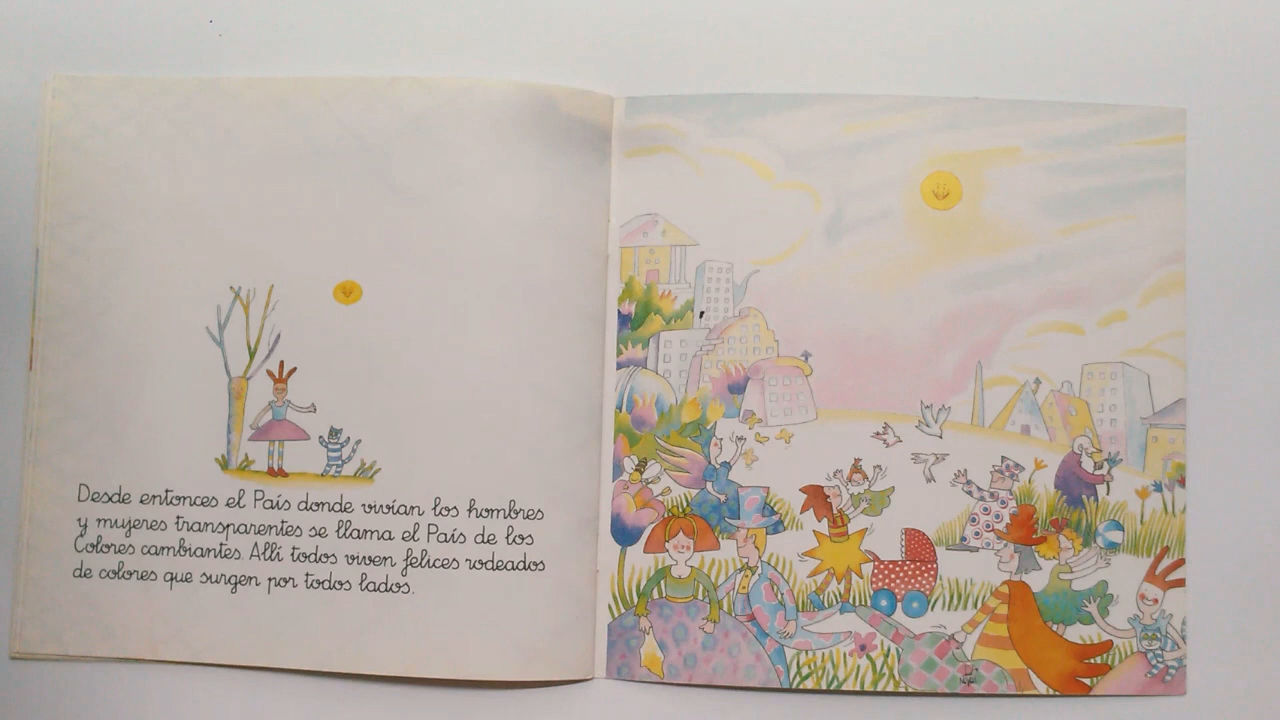 Desde entonces el País donde vivían los hombres
y mujeres transparentes se llama el País de los
Colores cambiantes. Allí todos viven felices rodeados
de colores que surgen por todos lados.